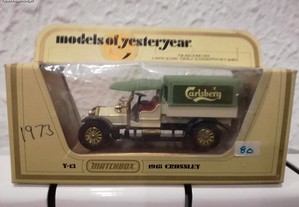 models of yesteryear
Carlsberg
1973
80
Y-13
MATCHBOX
1918 CROSSLEY